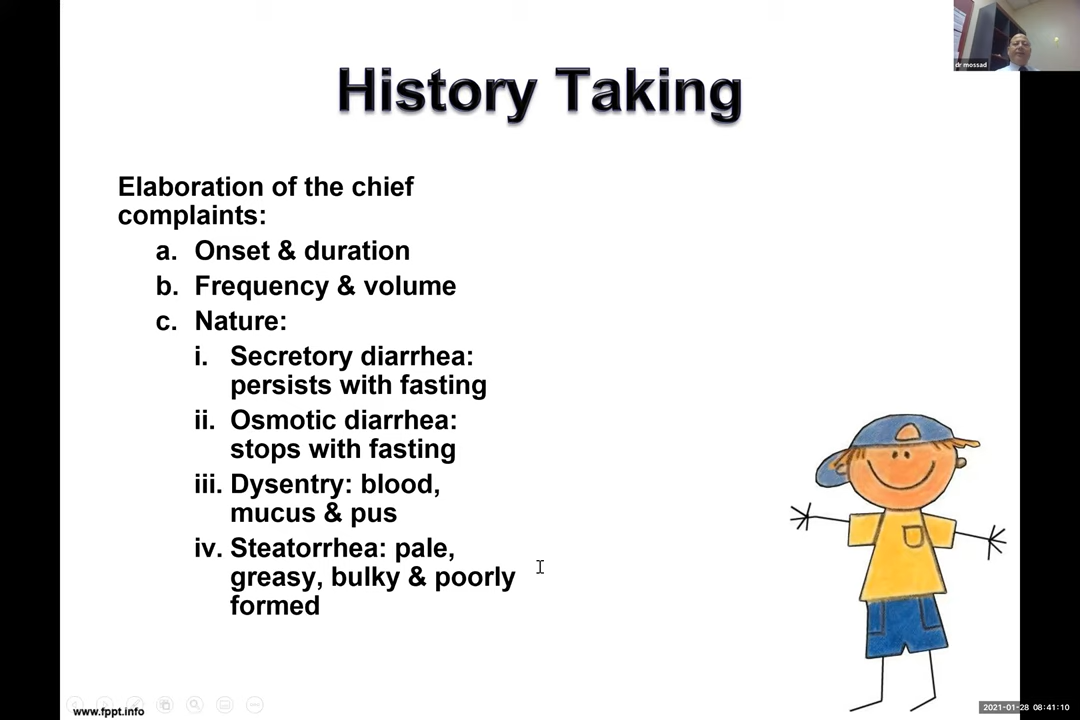 dr mossad
History Taking
Elaboration of the chief
complaints:
a. Onset & duration
b. Frequency & volume
c. Nature:
i. Secretory diarrhea:
persists with fasting
ii. Osmotic diarrhea:
stops with fasting
iii. Dysentry: blood,
mucus & pus
iv. Steatorrhea: pale,
greasy, bulky & poorly
formed
www.fppt.info
2021-01-28 08:41:10